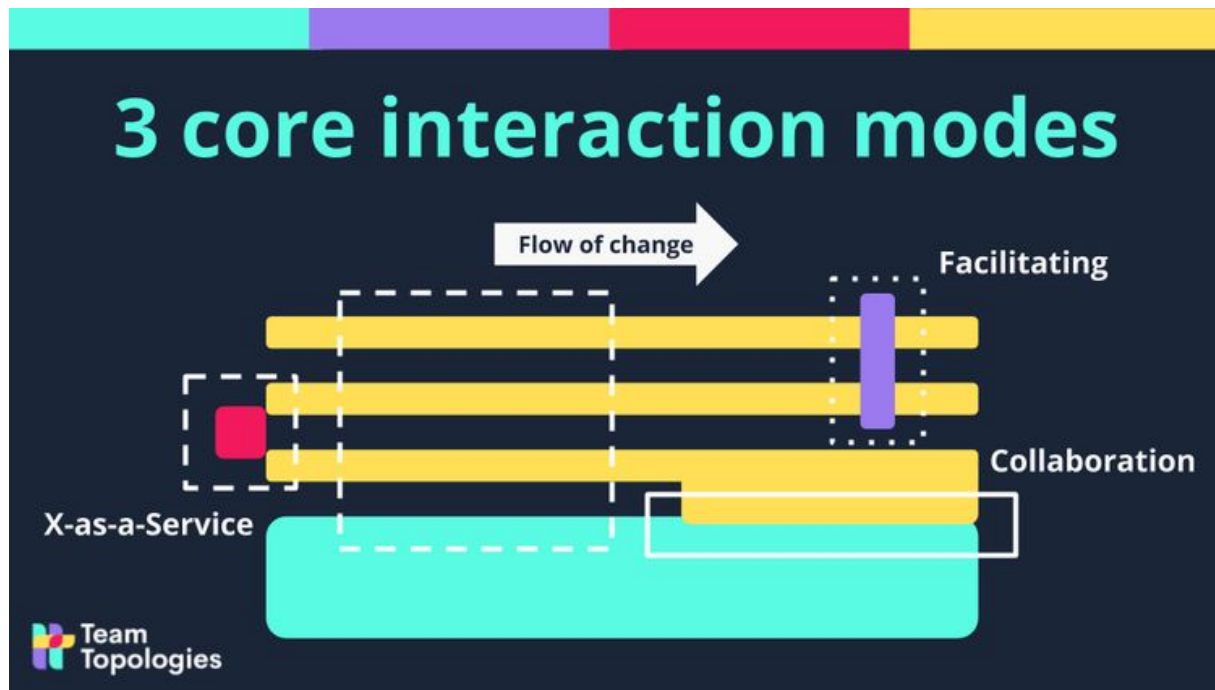 3 core interaction modes
Flow of change
Facilitating
Collaboration
X-as-a-Service
Team
Topologies